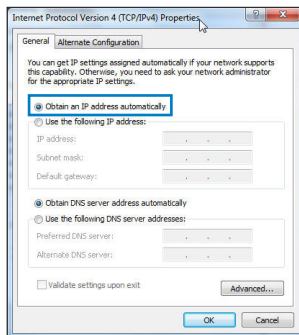 Internet Protocol Version 4 (TCP/IPv4) Properties
General Alternate Configuration
You can get IP settings assigned automatically if your network supports
this capability. Otherwise, you need to ask your network administrator
for the appropriate IP settings.
Obtain an IP address automatically
Use the following IP address:
IP address:
Subnet mask:
Default gateway:
Obtain DNS server address automatically
Use the following DNS server addresses:
Preferred DNS server:
Alternate DNS server:
Validate settings upon exit
Advanced...
OK Cancel